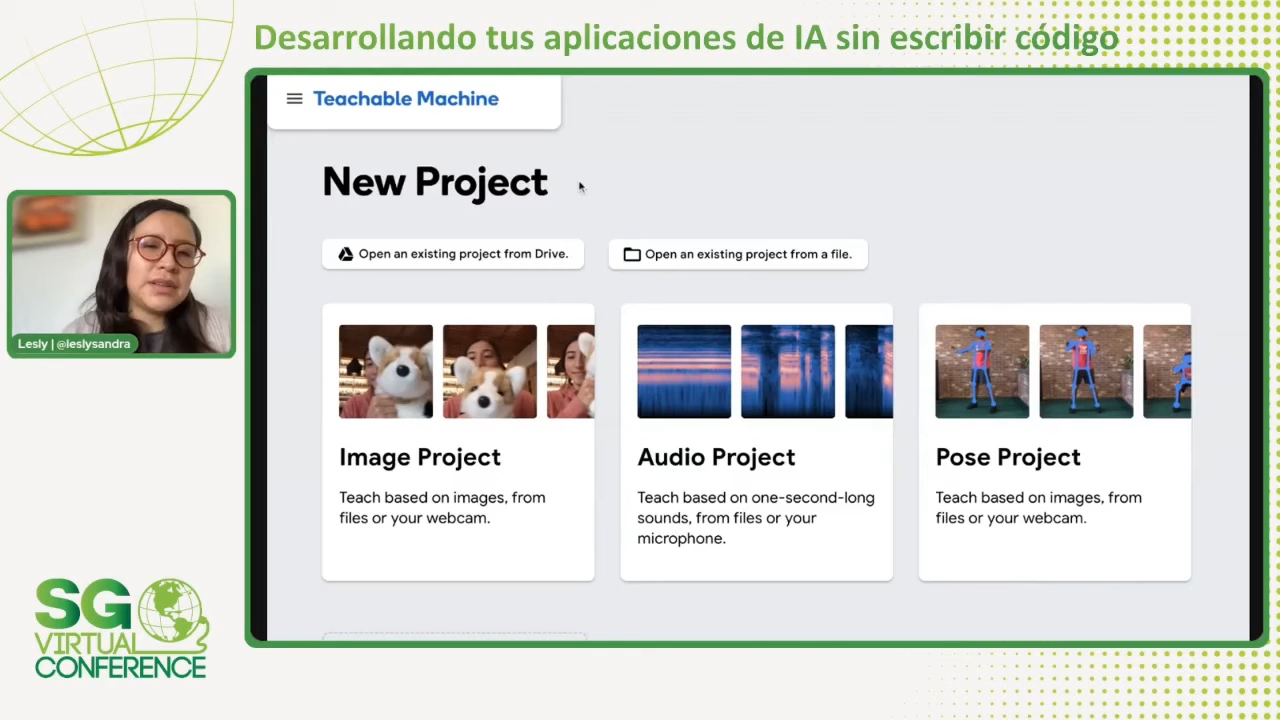 Desarrollando tus aplicaciones de IA sin escribir código
Teachable Machine
New Project
Open an existing project from Drive.
Open an existing project from a file.
Lesly | @leslysandra
Image Project
Teach based on images, from
files or your webcam.
Audio Project
Teach based on one-second-long
sounds, from files or your
microphone.
Pose Project
Teach based on images, from
files or your webcam.
SG
VIRTUAL
CONFERENCE